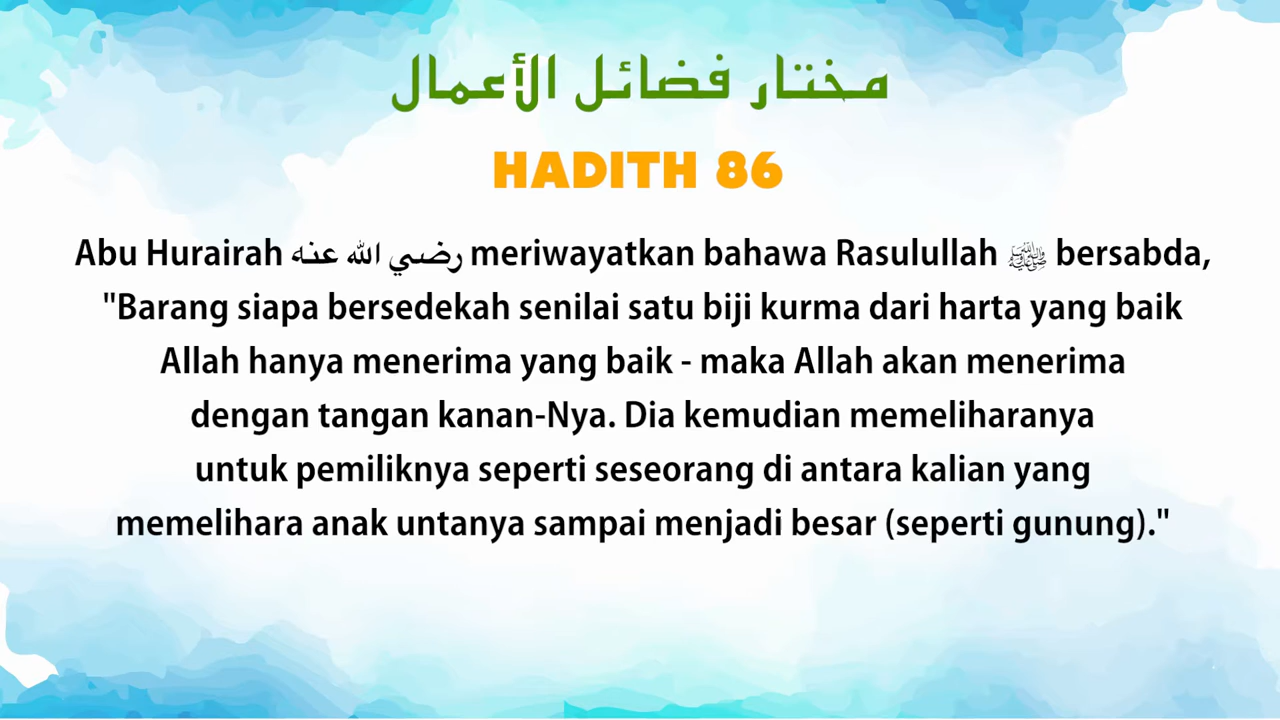 مختار فضائل الأعمال
HADITH 86
Abu Hurairah رضي الله عنه meriwayatkan bahawa Rasulullah ﷺ bersabda,
"Barang siapa bersedekah senilai satu biji kurma dari harta yang baik
Allah hanya menerima yang baik - maka Allah akan menerima
dengan tangan kanan-Nya. Dia kemudian memeliharanya
untuk pemiliknya seperti seseorang di antara kalian yang
memelihara anak untanya sampai menjadi besar (seperti gunung)."